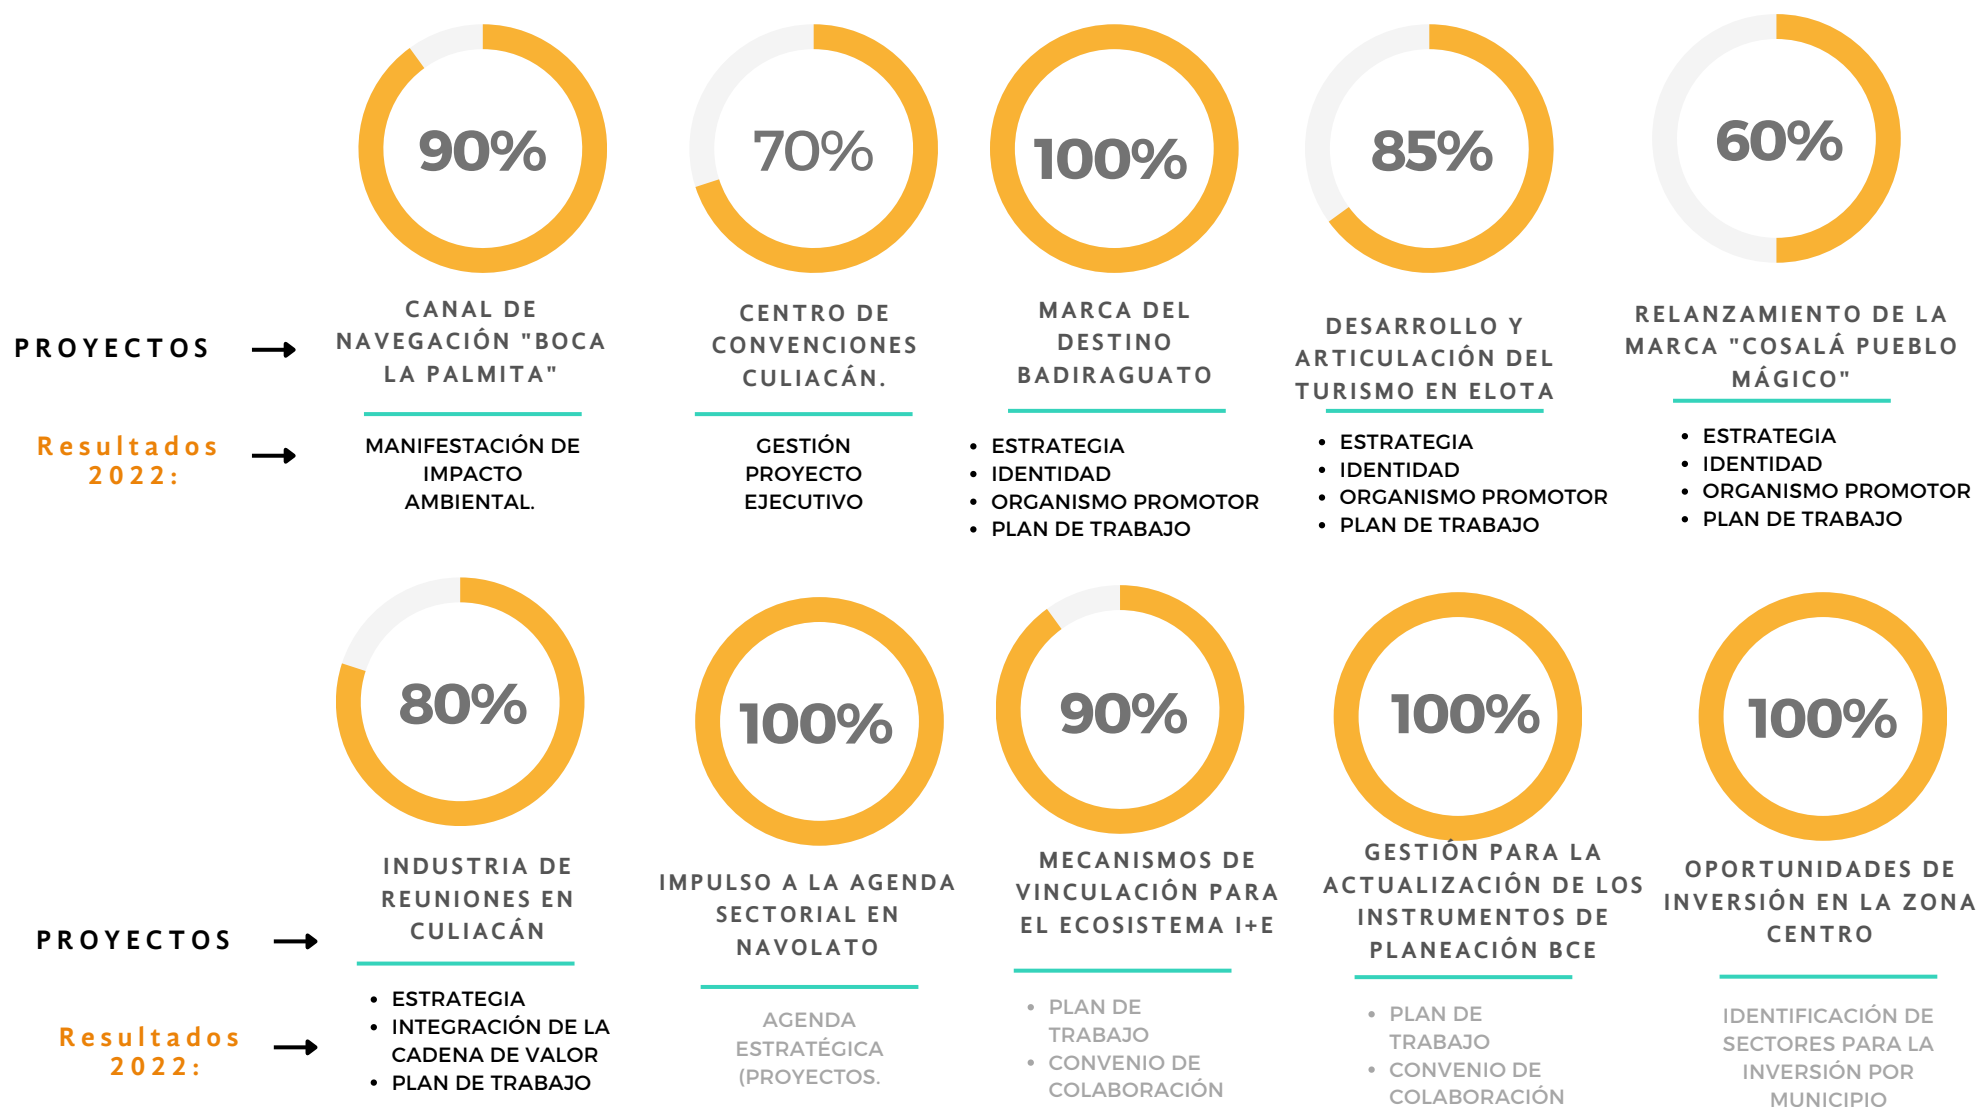 90%
70%
100%
85%
60%
PROYECTOS
CANAL DE
NAVEGACIÓN "BOCA
LA PALMITA"
CENTRO DE
CONVENCIONES
CULIACÁN.
MARCA DEL
DESTINO
BADIRAGUATO
DESARROLLO Y
ARTICULACIÓN DEL
TURISMO EN ELOTA
RELANZAMIENTO DE LA
MARCA "COSALÁ PUEBLO
MÁGICO"
Resultados
2022:
MANIFESTACIÓN DE
IMPACTO
AMBIENTAL.
GESTIÓN
PROYECTO
EJECUTIVO
• ESTRATEGIA
• IDENTIDAD
• ORGANISMO PROMOTOR
• PLAN DE TRABAJO
• ESTRATEGIA
• IDENTIDAD
• ORGANISMO PROMOTOR
• PLAN DE TRABAJO
• ESTRATEGIA
• IDENTIDAD
• ORGANISMO PROMOTOR
• PLAN DE TRABAJO
80%
100%
90%
100%
100%
PROYECTOS
INDUSTRIA DE
REUNIONES EN
CULIACÁN
IMPULSO A LA AGENDA
SECTORIAL EN
NAVOLATO
MECANISMOS DE
VINCULACIÓN PARA
EL ECOSISTEMA I+E
GESTIÓN PARA LA
ACTUALIZACIÓN DE LOS
INSTRUMENTOS DE
PLANEACIÓN BCE
OPORTUNIDADES DE
INVERSIÓN EN LA ZONA
CENTRO
Resultados
2022:
• ESTRATEGIA
• INTEGRACIÓN DE LA
CADENA DE VALOR
• PLAN DE TRABAJO
AGENDA
ESTRATÉGICA
(PROYECTOS.
• PLAN DE
TRABAJO
• CONVENIO DE
COLABORACIÓN
• PLAN DE
TRABAJO
• CONVENIO DE
COLABORACIÓN
IDENTIFICACIÓN DE
SECTORES PARA LA
INVERSIÓN POR
MUNICIPIO